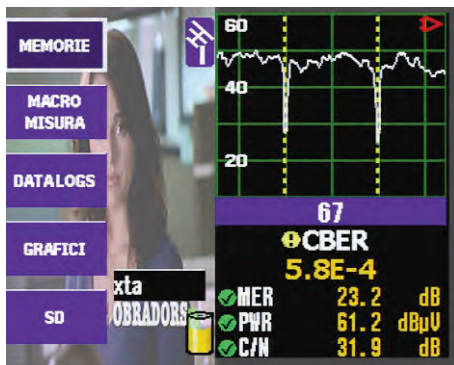 MEMORIE
MACRO
MISURA
DATALOGS
GRAFICI
SD
xta
OBRADORS
60
40
20
67
CBER
5.8E-4
MER 23.2 dB
PWR 61.2 dBµV
C/N 31.9 dB